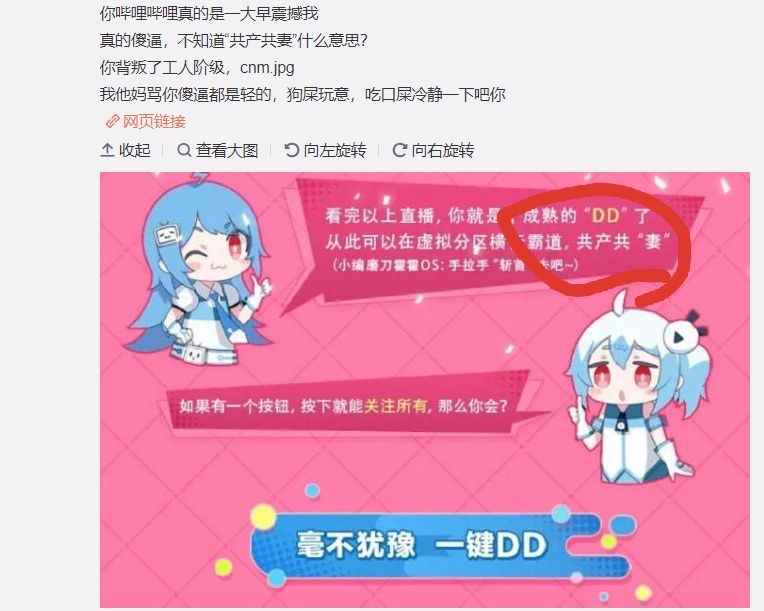 你哔哩哔哩真的是一大早震撼我
真的傻逼，不知道“共产共妻”什么意思？
你背叛了工人阶级，cnm.jpg
我他妈骂你傻逼都是轻的，狗屎玩意，吃口屎冷静一下吧你
网页链接
收起 查看大图 向左旋转 向右旋转
看完以上直播，你就是 成熟的“DD”了
从此可以在虚拟分区横 霸道，共产共“妻”
（小编磨刀霍霍OS：手拉手“斩首 去吧~）
如果有一个按钮，按下就能关注所有，那么你会？
毫不犹豫 一键DD